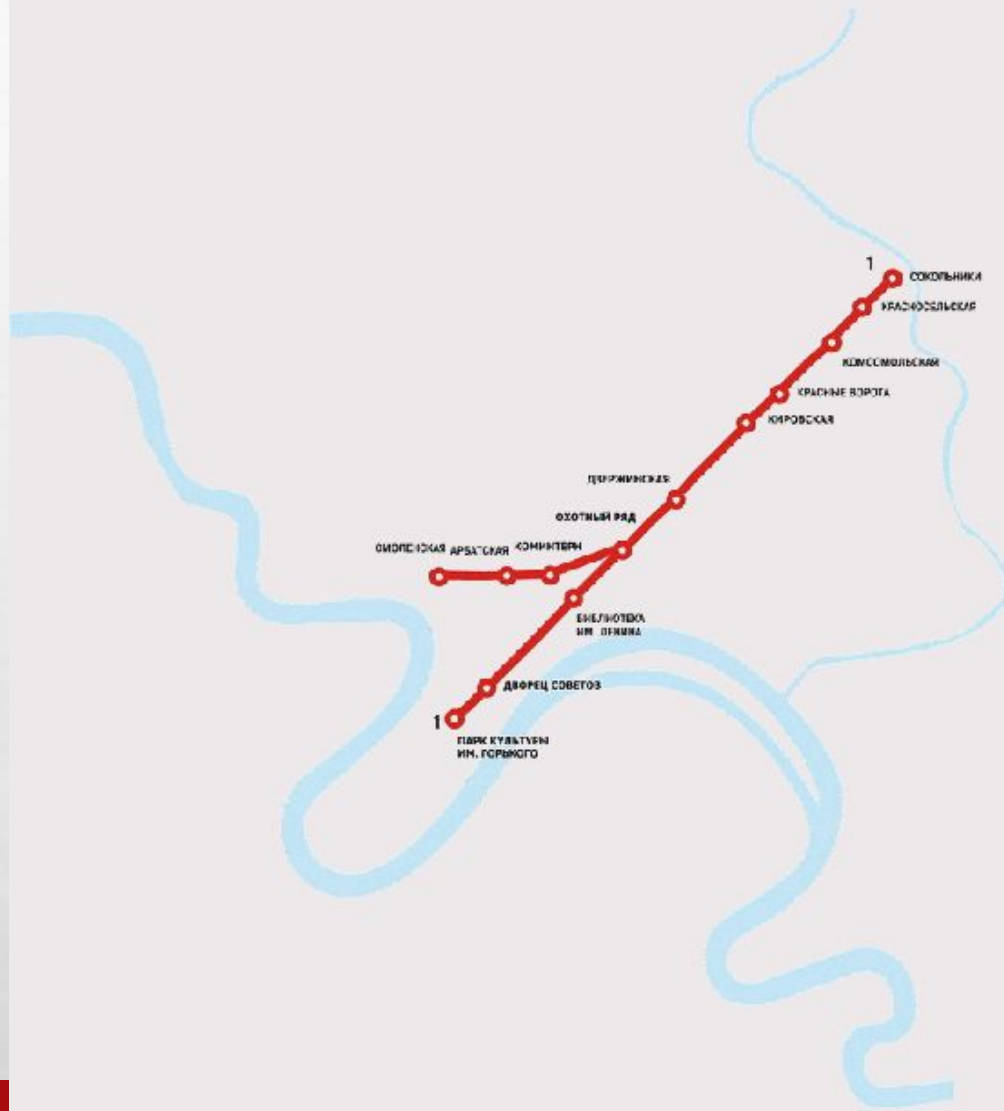 1
СОКОЛЬНИКИ
КРАСНОСЕЛЬСКАЯ
КОМСОМОЛЬСКАЯ
КРАСНЫЕ ВОРОТА
КИРОВСКАЯ
ДЗЕРЖИНСКАЯ
ОХОТНЫЙ РЯД
СМОЛЕНСКАЯ АРБАТСКАЯ КОМИНТЕРН
БИБЛИОТЕКА
ИМ. ЛЕНИНА
ДВОРЕЦ СОВЕТОВ
1
ПАРК КУЛЬТУРЫ
ИМ. ГОРЬКОГО